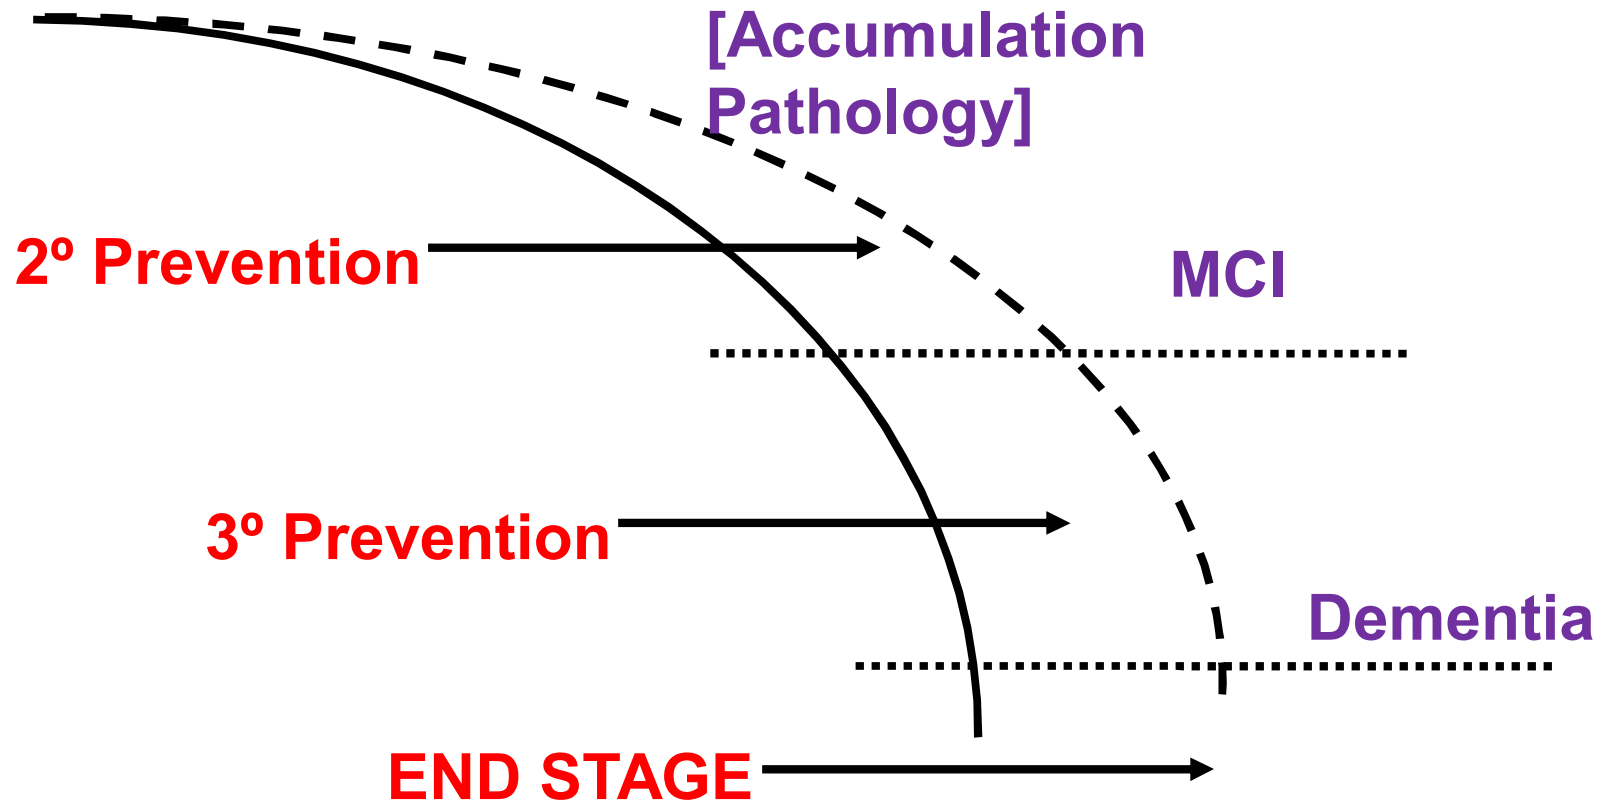 [Accumulation
Pathology]
2º Prevention
MCI
3º Prevention
Dementia
END STAGE